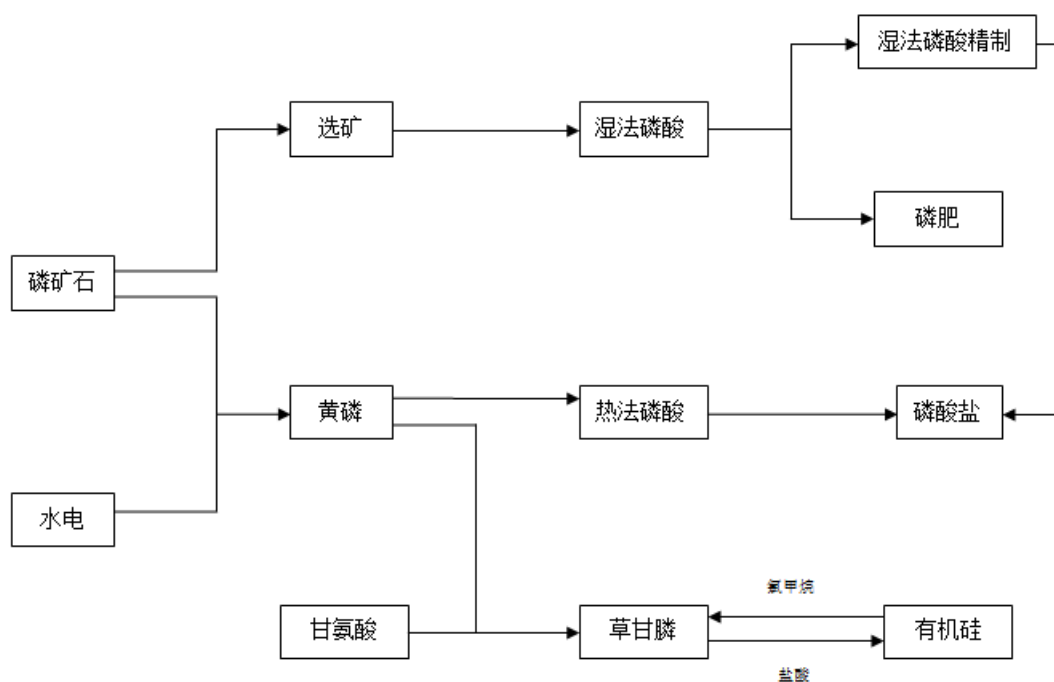 湿法磷酸精制
选矿
湿法磷酸
磷肥
磷矿石
黄磷
热法磷酸
磷酸盐
水电
氯甲烷
甘氨酸
草甘膦
有机硅
盐酸